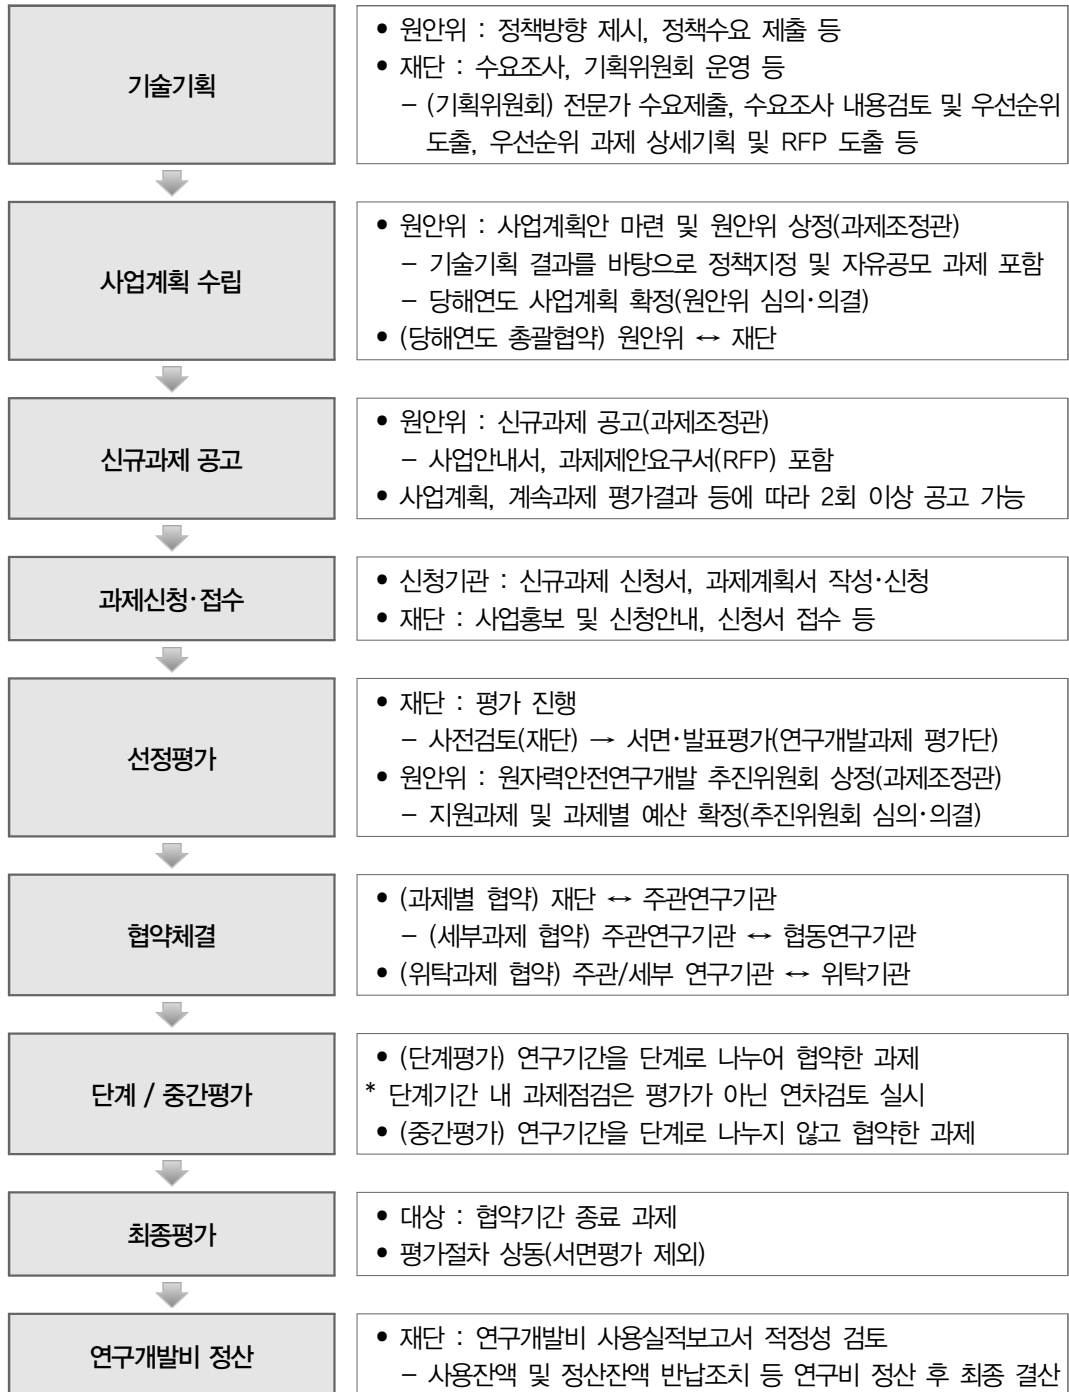 기술기획
• 원안위 : 정책방향 제시, 정책수요 제출 등
• 재단 : 수요조사, 기획위원회 운영 등
– (기획위원회) 전문가 수요제출, 수요조사 내용검토 및 우선순위
도출, 우선순위 과제 상세기획 및 RFP 도출 등
사업계획 수립
• 원안위 : 사업계획안 마련 및 원안위 상정(과제조정관)
– 기술기획 결과를 바탕으로 정책지정 및 자유공모 과제 포함
– 당해연도 사업계획 확정(원안위 심의·의결)
• (당해연도 총괄협약) 원안위 ↔ 재단
신규과제 공고
• 원안위 : 신규과제 공고(과제조정관)
– 사업안내서, 과제제안요구서(RFP) 포함
• 사업계획, 계속과제 평가결과 등에 따라 2회 이상 공고 가능
과제신청·접수
• 신청기관 : 신규과제 신청서, 과제계획서 작성·신청
• 재단 : 사업홍보 및 신청안내, 신청서 접수 등
선정평가
• 재단 : 평가 진행
– 사전검토(재단) → 서면·발표평가(연구개발과제 평가단)
• 원안위 : 원자력안전연구개발 추진위원회 상정(과제조정관)
– 지원과제 및 과제별 예산 확정(추진위원회 심의·의결)
협약체결
• (과제별 협약) 재단 ↔ 주관연구기관
– (세부과제 협약) 주관연구기관 ↔ 협동연구기관
• (위탁과제 협약) 주관/세부 연구기관 ↔ 위탁기관
단계 / 중간평가
• (단계평가) 연구기간을 단계로 나누어 협약한 과제
* 단계기간 내 과제점검은 평가가 아닌 연차검토 실시
• (중간평가) 연구기간을 단계로 나누지 않고 협약한 과제
최종평가
• 대상 : 협약기간 종료 과제
• 평가절차 상동(서면평가 제외)
연구개발비 정산
• 재단 : 연구개발비 사용실적보고서 적정성 검토
– 사용잔액 및 정산잔액 반납조치 등 연구비 정산 후 최종 결산